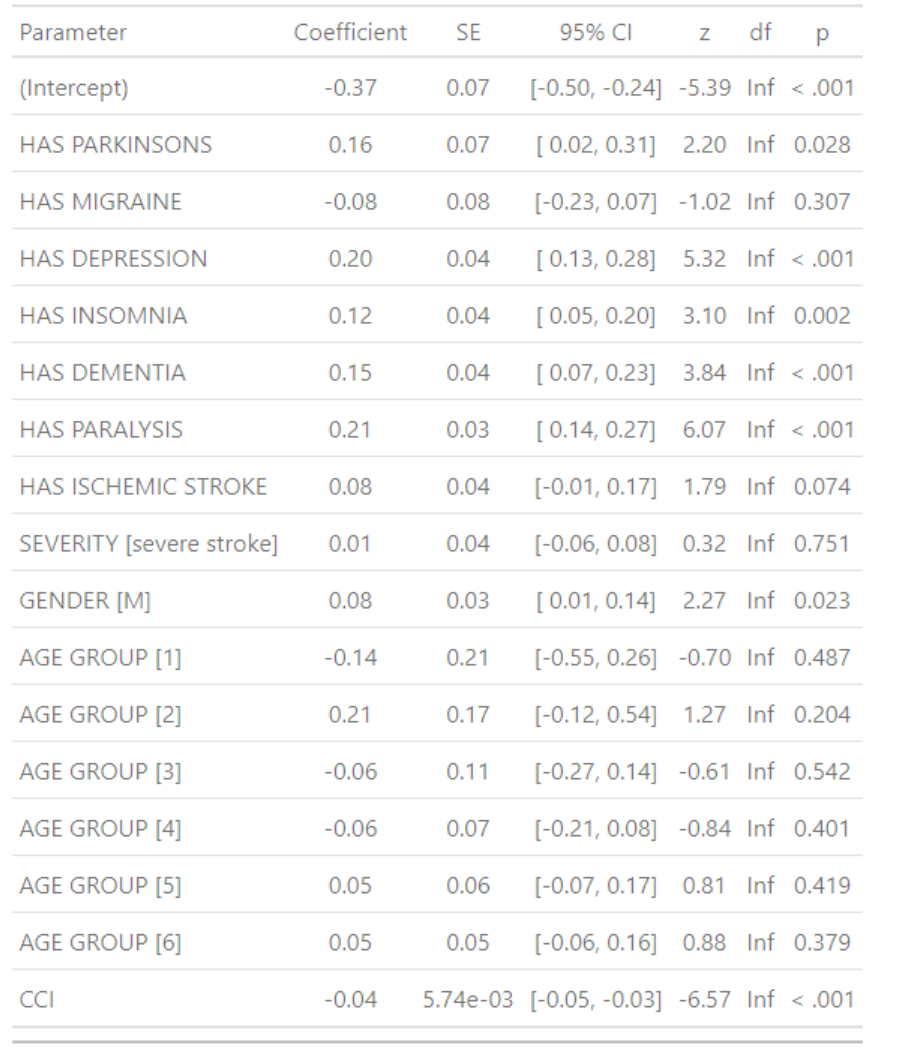 Parameter Coefficient SE 95% CI z df p
(Intercept) -0.37 0.07 [-0.50, -0.24] -5.39 Inf < .001
HAS PARKINSONS 0.16 0.07 [ 0.02, 0.31] 2.20 Inf 0.028
HAS MIGRAINE -0.08 0.08 [-0.23, 0.07] -1.02 Inf 0.307
HAS DEPRESSION 0.20 0.04 [ 0.13, 0.28] 5.32 Inf < .001
HAS INSOMNIA 0.12 0.04 [ 0.05, 0.20] 3.10 Inf 0.002
HAS DEMENTIA 0.15 0.04 [ 0.07, 0.23] 3.84 Inf < .001
HAS PARALYSIS 0.21 0.03 [ 0.14, 0.27] 6.07 Inf < .001
HAS ISCHEMIC STROKE 0.08 0.04 [-0.01, 0.17] 1.79 Inf 0.074
SEVERITY [severe stroke] 0.01 0.04 [-0.06, 0.08] 0.32 Inf 0.751
GENDER [M] 0.08 0.03 [ 0.01, 0.14] 2.27 Inf 0.023
AGE GROUP [1] -0.14 0.21 [-0.55, 0.26] -0.70 Inf 0.487
AGE GROUP [2] 0.21 0.17 [-0.12, 0.54] 1.27 Inf 0.204
AGE GROUP [3] -0.06 0.11 [-0.27, 0.14] -0.61 Inf 0.542
AGE GROUP [4] -0.06 0.07 [-0.21, 0.08] -0.84 Inf 0.401
AGE GROUP [5] 0.05 0.06 [-0.07, 0.17] 0.81 Inf 0.419
AGE GROUP [6] 0.05 0.05 [-0.06, 0.16] 0.88 Inf 0.379
CCI -0.04 5.74e-03 [-0.05, -0.03] -6.57 Inf < .001